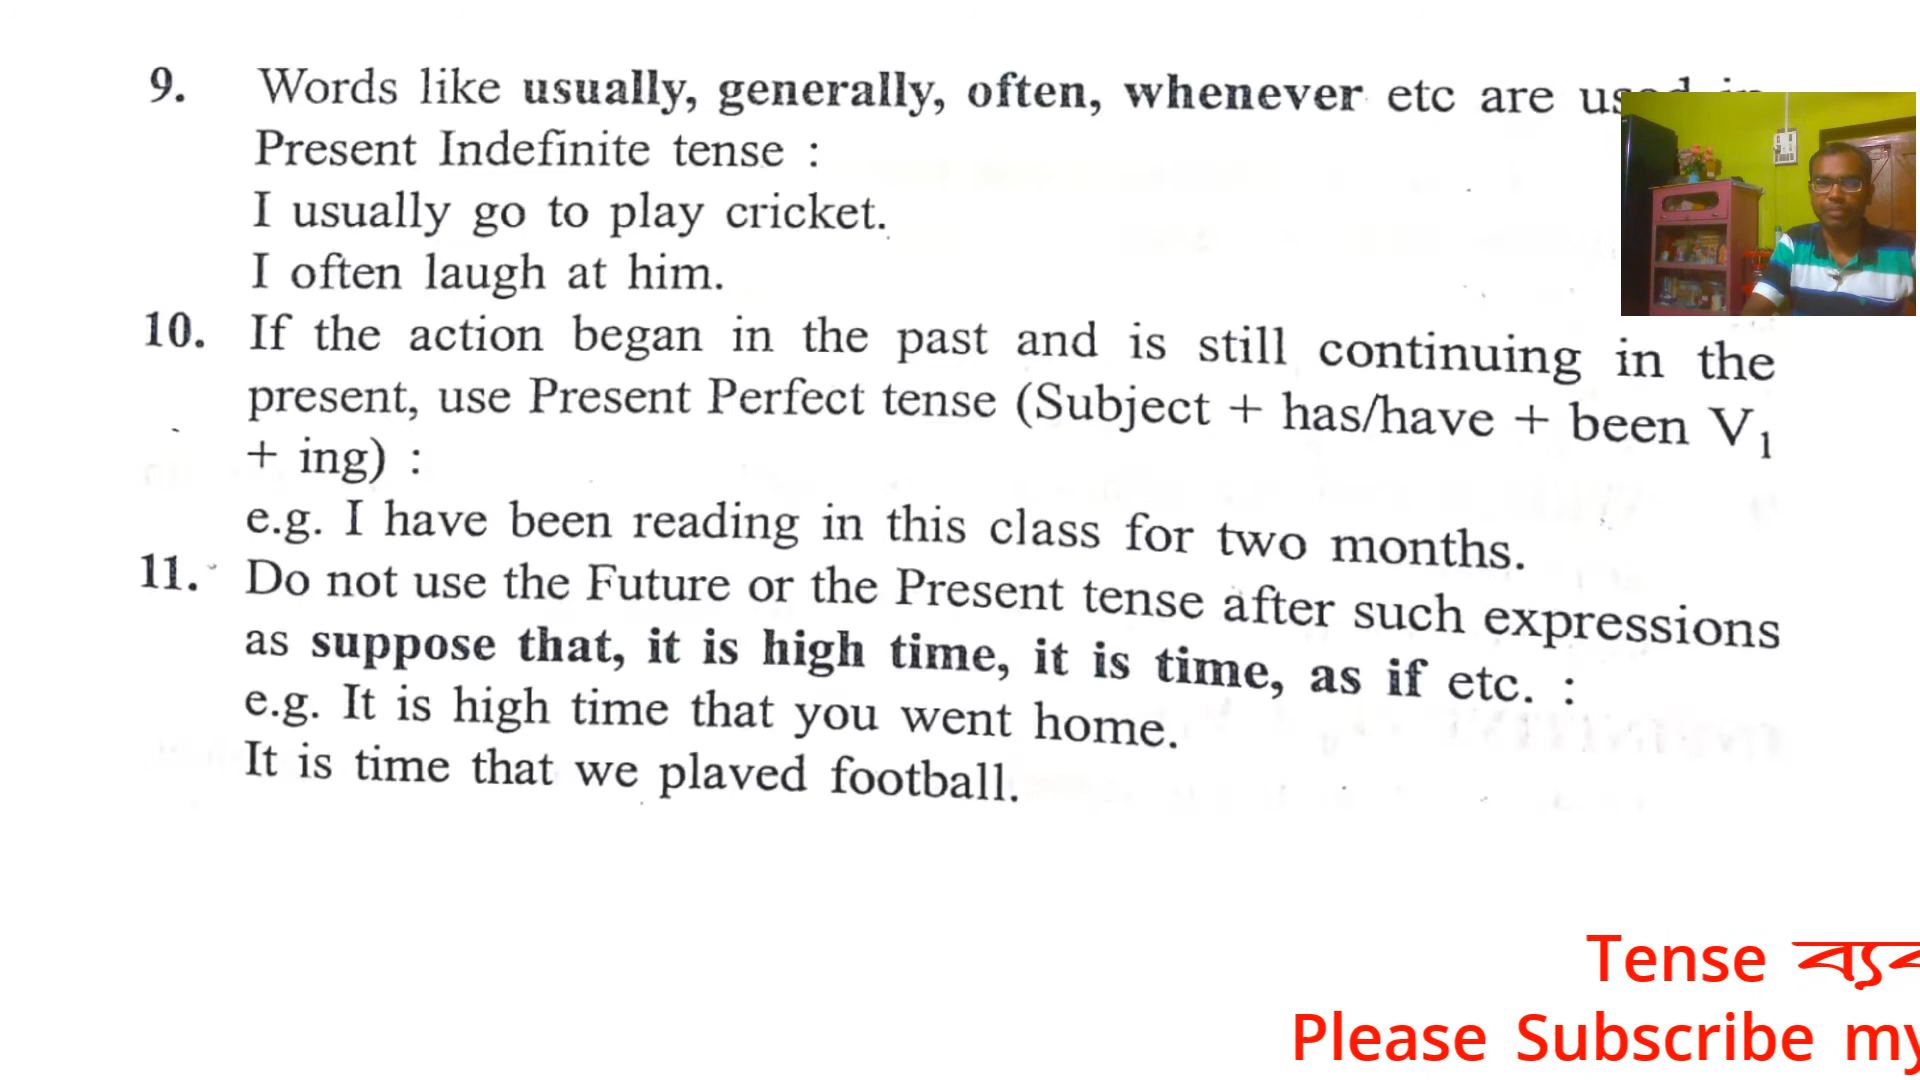 9. Words like usually, generally, often, whenever etc are used in
Present Indefinite tense :
I usually go to play cricket.
I often laugh at him.
10. If the action began in the past and is still continuing in the
present, use Present Perfect tense (Subject + has/have + been V₁
+ ing) :
e.g. I have been reading in this class for two months.
11. Do not use the Future or the Present tense after such expressions
as suppose that, it is high time, it is time, as if etc. :
e.g. It is high time that you went home.
It is time that we played football.
Tense
Please Subscribe my